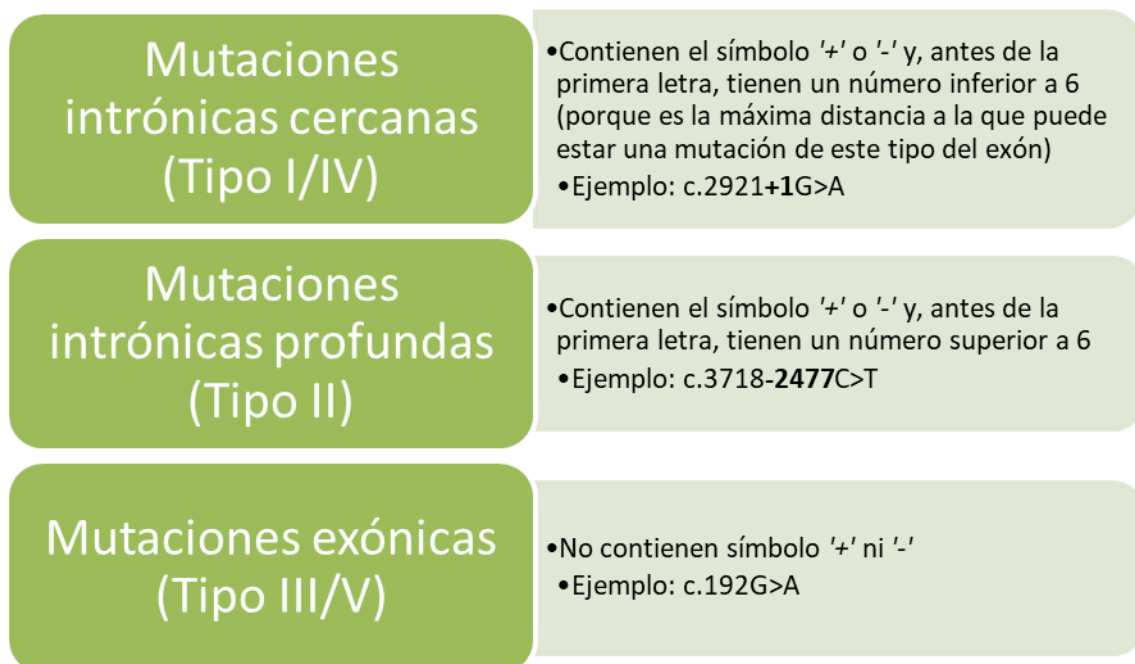 Mutaciones
intrónicas cercanas
(Tipo I/IV)
•Contienen el símbolo '+' o '-' y, antes de la
primera letra, tienen un número inferior a 6
(porque es la máxima distancia a la que puede
estar una mutación de este tipo del exón)
•Ejemplo: c.2921+1G>A
Mutaciones
intrónicas profundas
(Tipo II)
•Contienen el símbolo '+' o '-' y, antes de la
primera letra, tienen un número superior a 6
•Ejemplo: c.3718-2477C>T
Mutaciones exónicas
(Tipo III/V)
•No contienen símbolo '+' ni '-'
•Ejemplo: c.192G>A